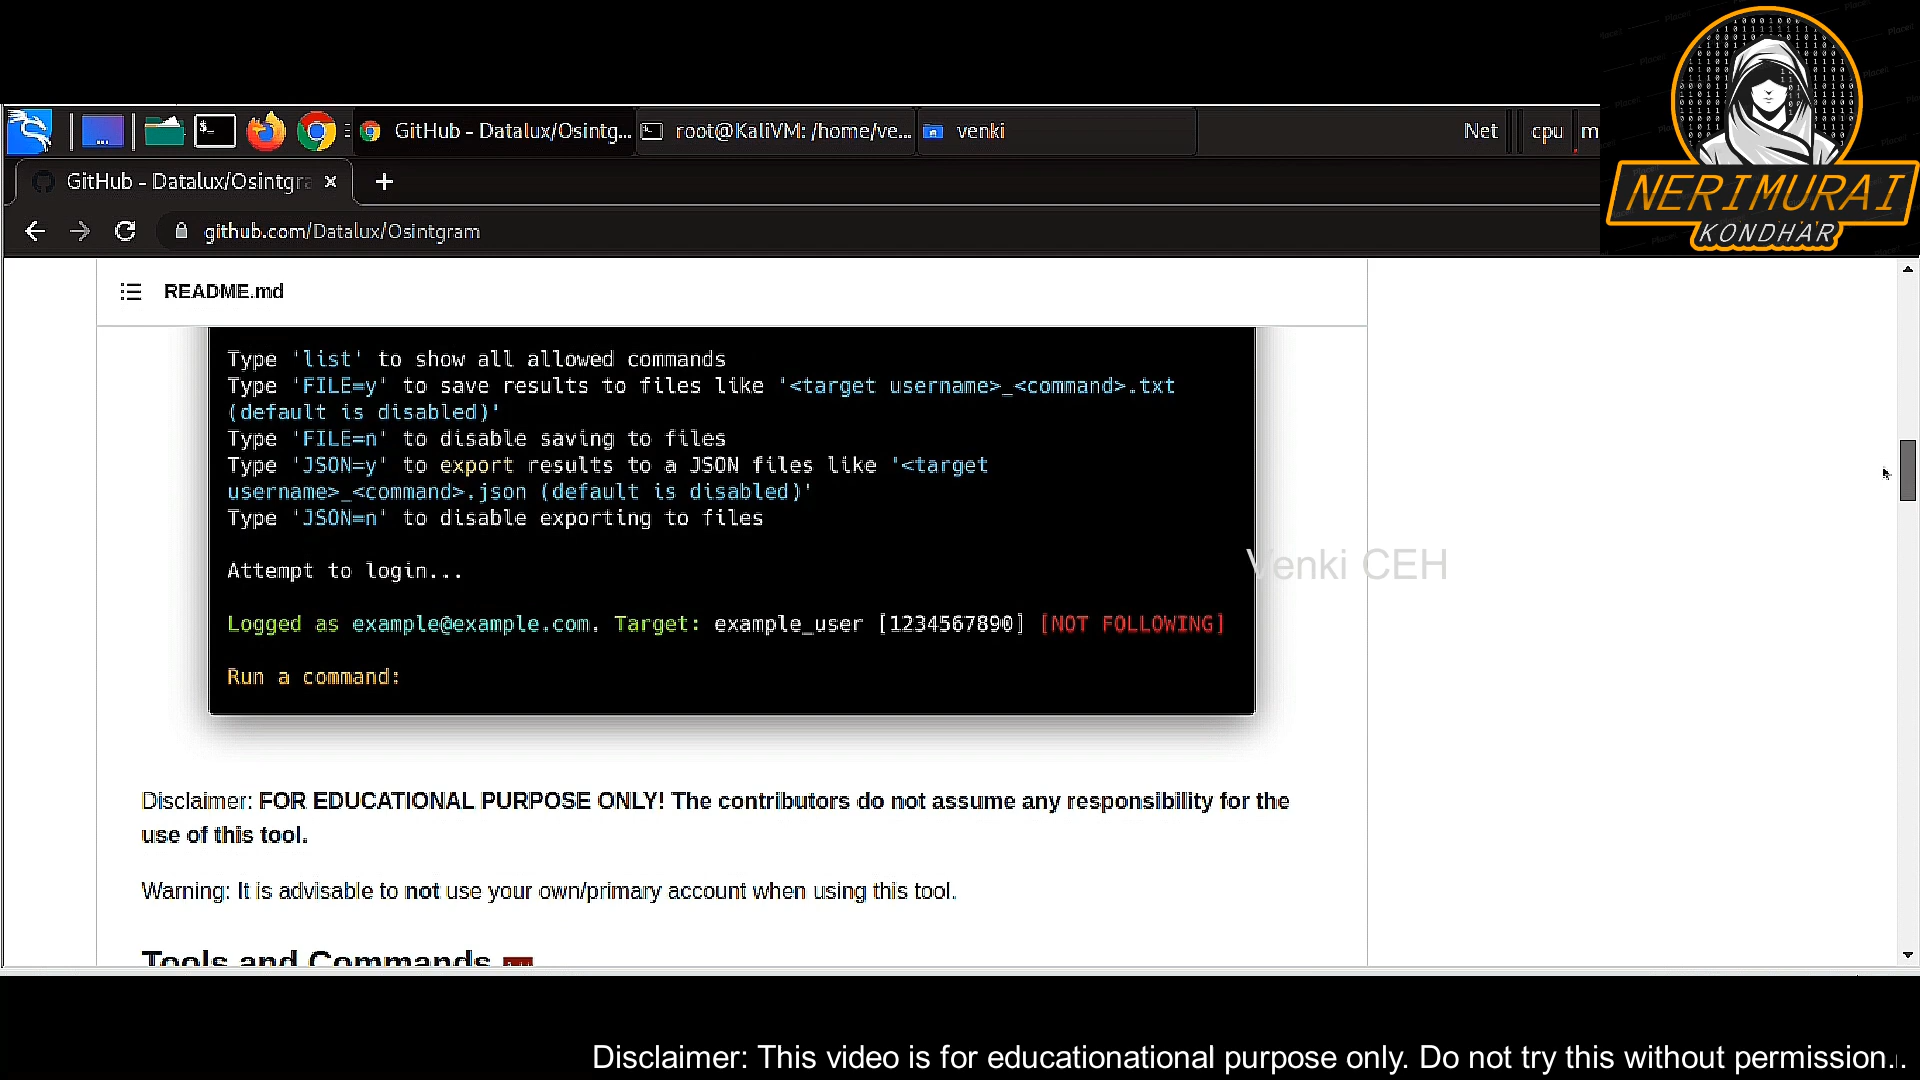 NERIMURAI
KONDHAR
GitHub - Datalux/Osintg...
root@KaliVM: /home/ve...
venki
Net
cpu
m
GitHub - Datalux/Osintgra
github.com/Datalux/Osintgram
README.md
Type 'list' to show all allowed commands
Type 'FILE=y' to save results to files like '<target username>_<command>.txt
(default is disabled)'
Type 'FILE=n' to disable saving to files
Type 'JSON=y' to export results to a JSON files like '<target
username>_<command>.json (default is disabled)'
Type 'JSON=n' to disable exporting to files
Attempt to login...
Venki CEH
Logged as example@example.com. Target: example_user [1234567890] [NOT FOLLOWING]
Run a command:
Disclaimer: FOR EDUCATIONAL PURPOSE ONLY! The contributors do not assume any responsibility for the
use of this tool.
Warning: It is advisable to not use your own/primary account when using this tool.
Tools and Commands
Disclaimer: This video is for educationational purpose only. Do not try this without permission..